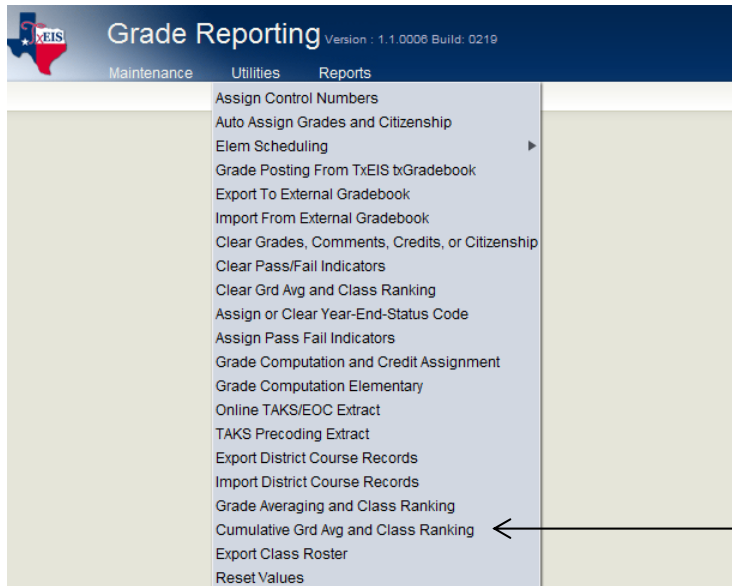 TxEIS
Grade Reporting Version : 1.1.0006 Build: 0219
Maintenance Utilities Reports
Assign Control Numbers
Auto Assign Grades and Citizenship
Elem Scheduling
Grade Posting From TxEIS txGradebook
Export To External Gradebook
Import From External Gradebook
Clear Grades, Comments, Credits, or Citizenship
Clear Pass/Fail Indicators
Clear Grd Avg and Class Ranking
Assign or Clear Year-End-Status Code
Assign Pass Fail Indicators
Grade Computation and Credit Assignment
Grade Computation Elementary
Online TAKS/EOC Extract
TAKS Precoding Extract
Export District Course Records
Import District Course Records
Grade Averaging and Class Ranking
Cumulative Grd Avg and Class Ranking
Export Class Roster
Reset Values